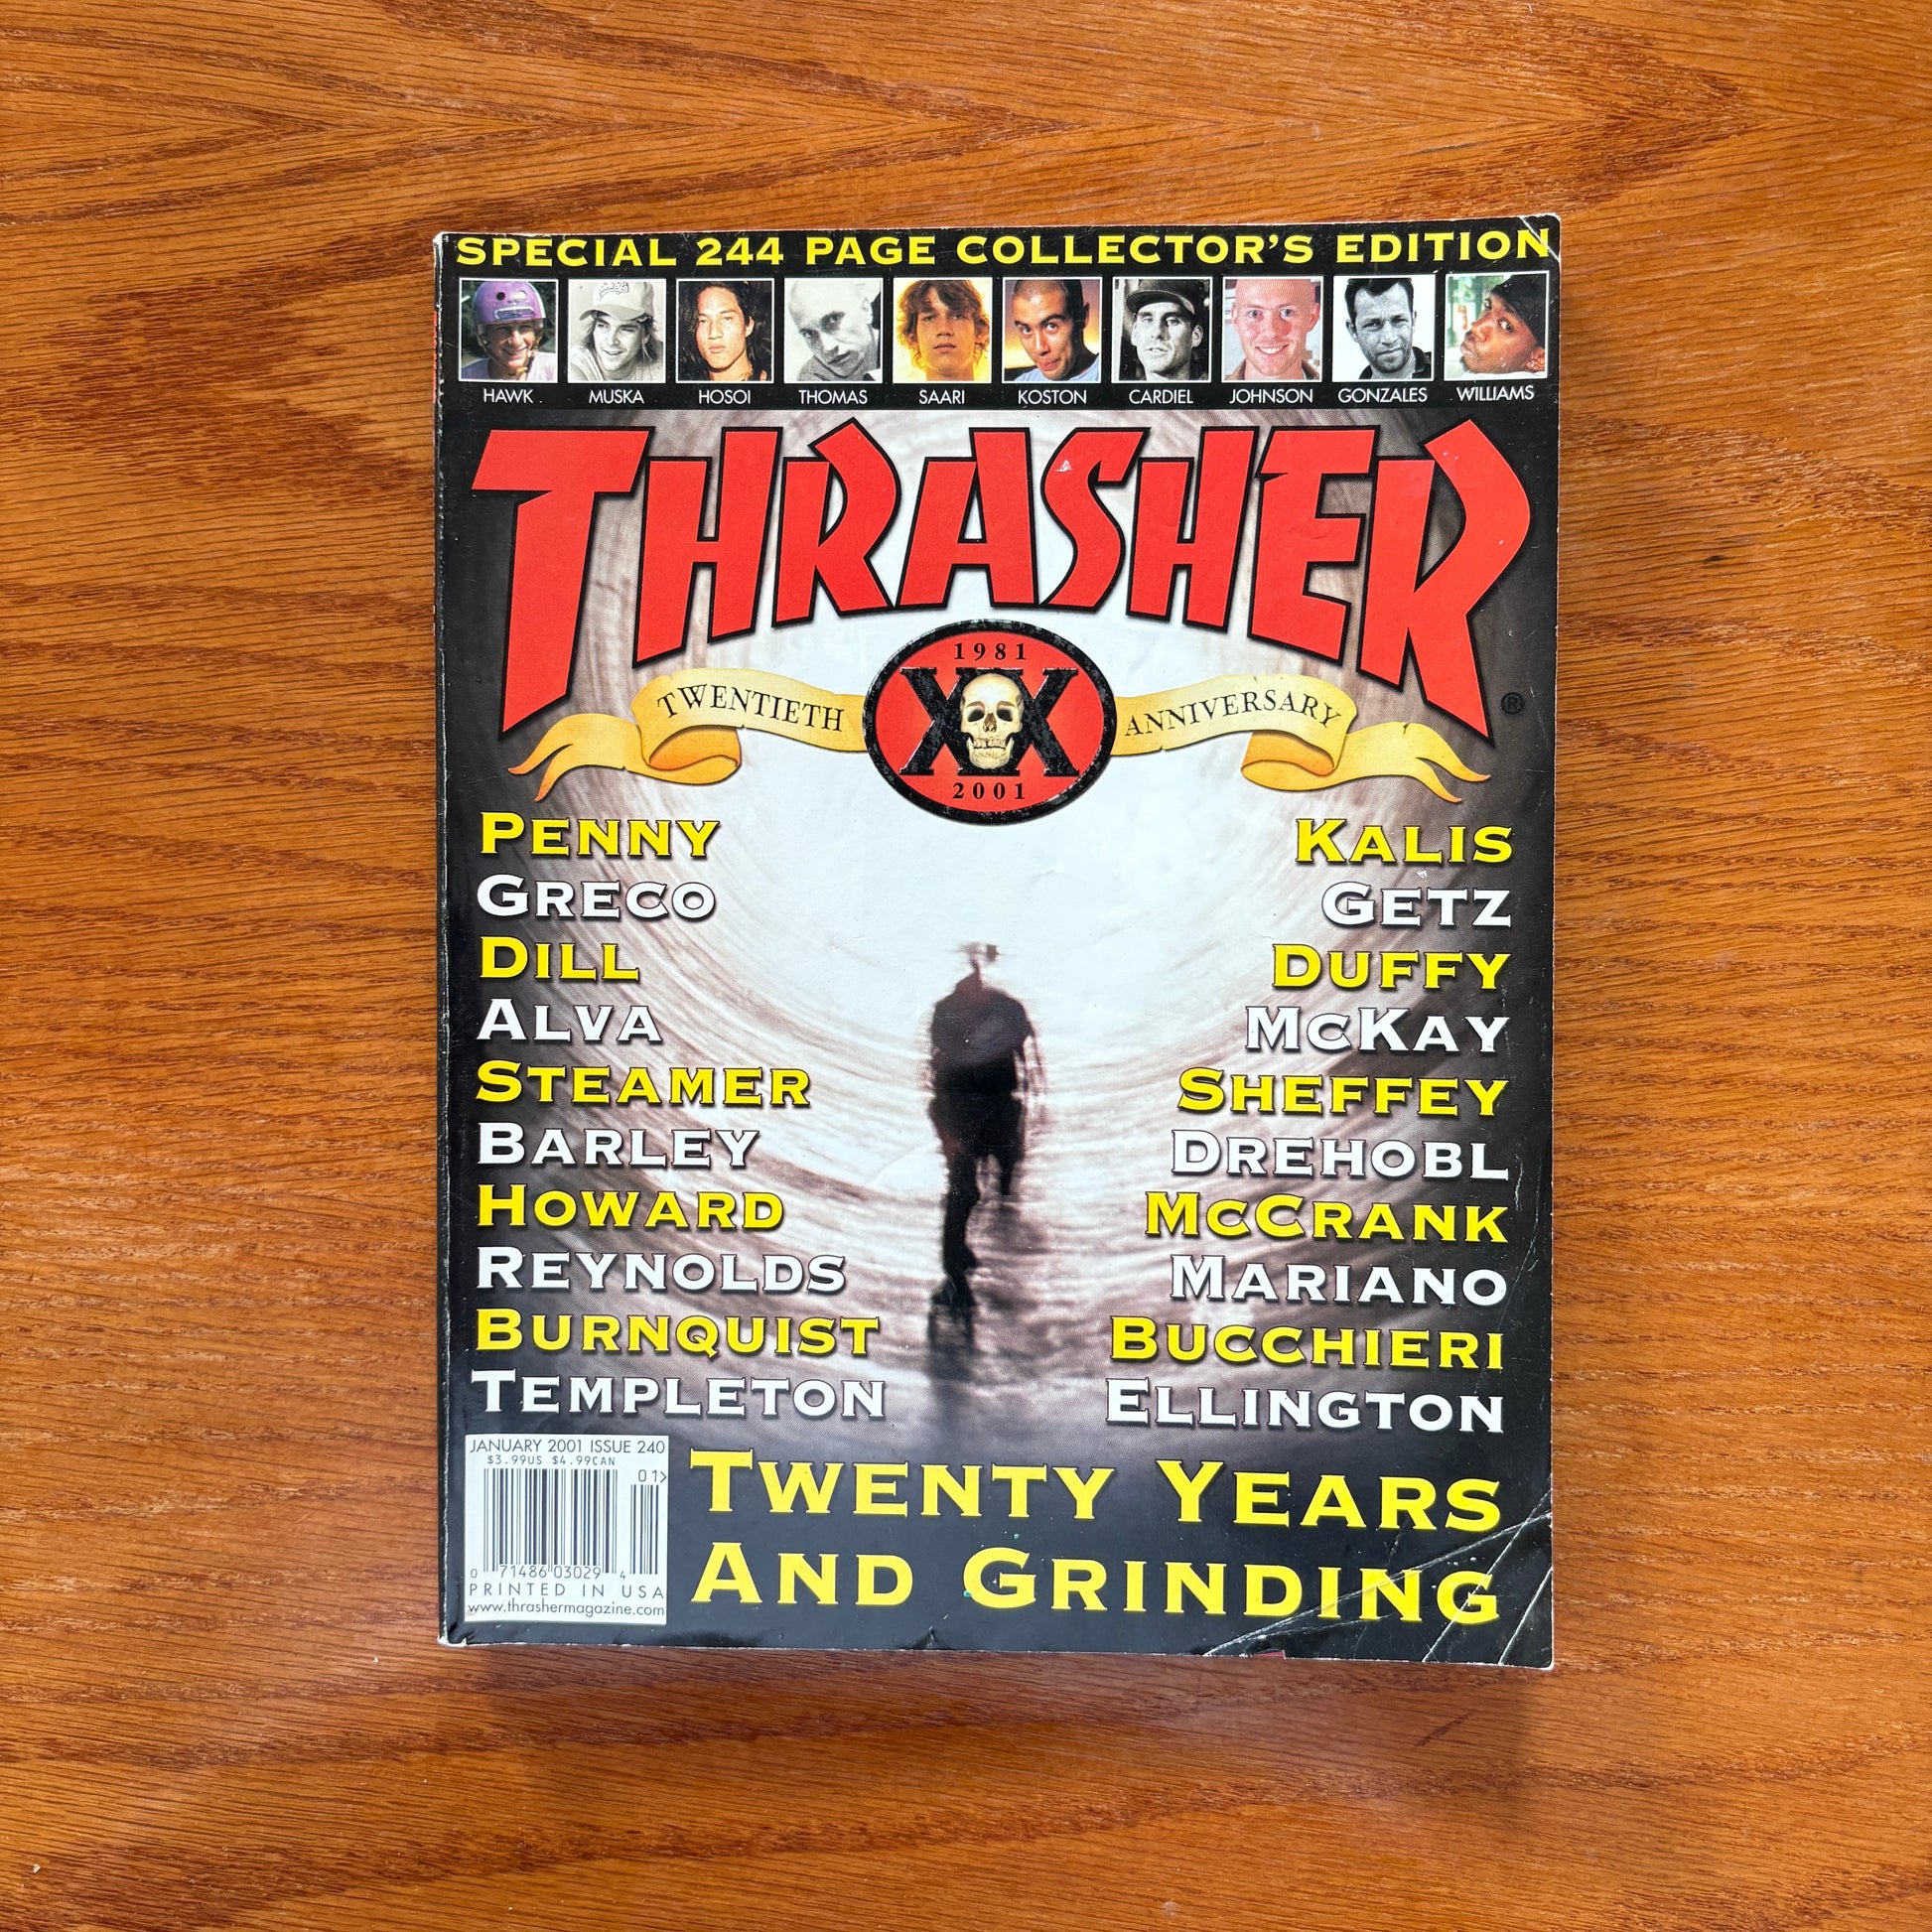 SPECIAL 244 PAGE COLLECTOR'S EDITION
HAWK MUSKA HOSOI THOMAS SAARI KOSTON CARDIEL JOHNSON GONZALES WILLIAMS
THRASHER
®
1981
TWENTIETH XX ANNIVERSARY
2001
PENNY
GRECO
DILL
ALVA
STEAMER
BARLEY
HOWARD
REYNOLDS
BURNQUIST
TEMPLETON
KALIS
GETZ
DUFFY
MCKAY
SHEFFEY
DREHOBL
MCCRANK
MARIANO
BUCCHIERI
ELLINGTON
JANUARY 2001 ISSUE 240
$3.99US $4.99CAN
01>
0 71486 03029 4
PRINTED IN USA
www.thrashermagazine.com
TWENTY YEARS
AND GRINDING